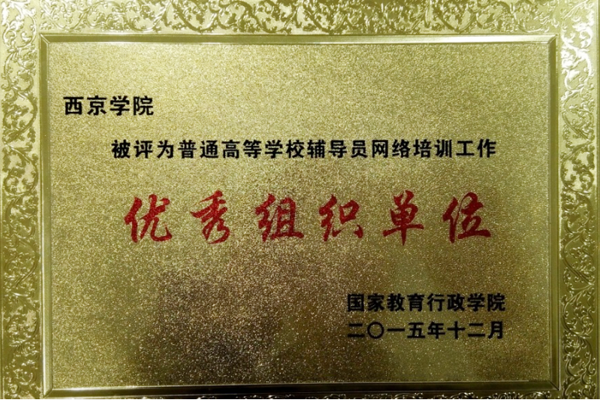 西京学院
被评为普通高等学校辅导员网络培训工作
优秀组织单位
国家教育行政学院
二〇一五年十二月